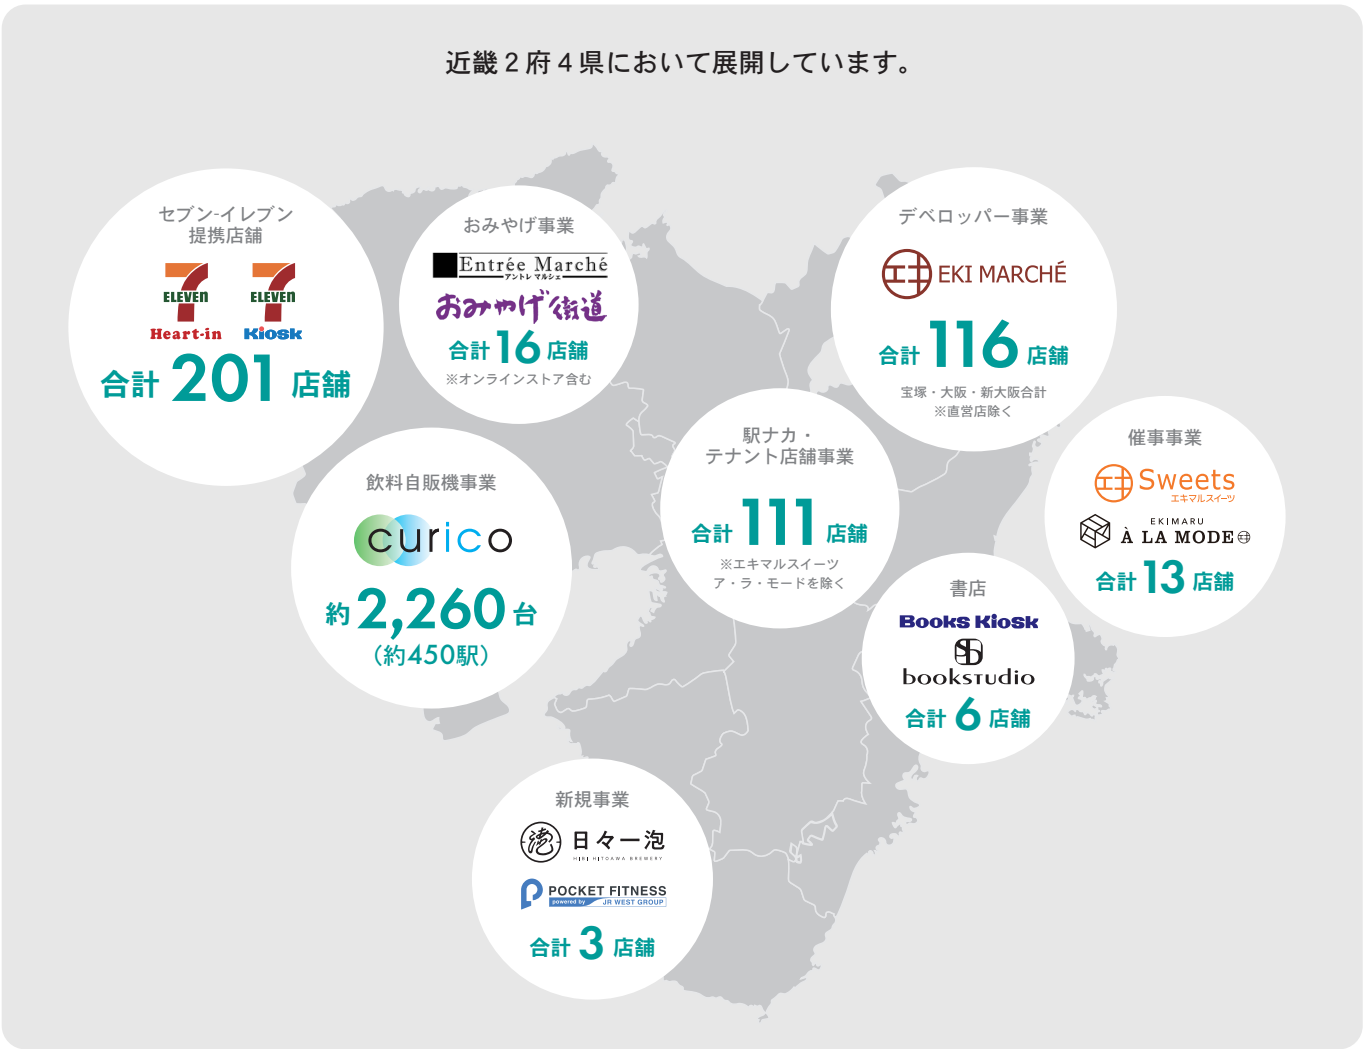 近畿２府４県において展開しています。
セブン-イレブン
提携店舗
ELEVEn
Heart-in
ELEVEn
Kiosk
合計 201 店舗
おみやげ事業
Entrée Marché
アントレ マルシェ
おみやげ街道
合計 16 店舗
※オンラインストア含む
デベロッパー事業
エキ EKI MARCHÉ
合計 116 店舗
宝塚・大阪・新大阪合計
※直営店除く
飲料自販機事業
curico
約 2,260 台
（約450駅）
駅ナカ・
テナント店舗事業
合計 111 店舗
※エキマルスイーツ
ア・ラ・モードを除く
催事事業
エキ Sweets
エキマルスイーツ
EKIMARU
À LA MODE
合計 13 店舗
書店
Books Kiosk
bookstudio
合計 6 店舗
新規事業
日々一泡
HIBI HITOAWA BREWERY
POCKET FITNESS
powered by JR WEST GROUP
合計 3 店舗